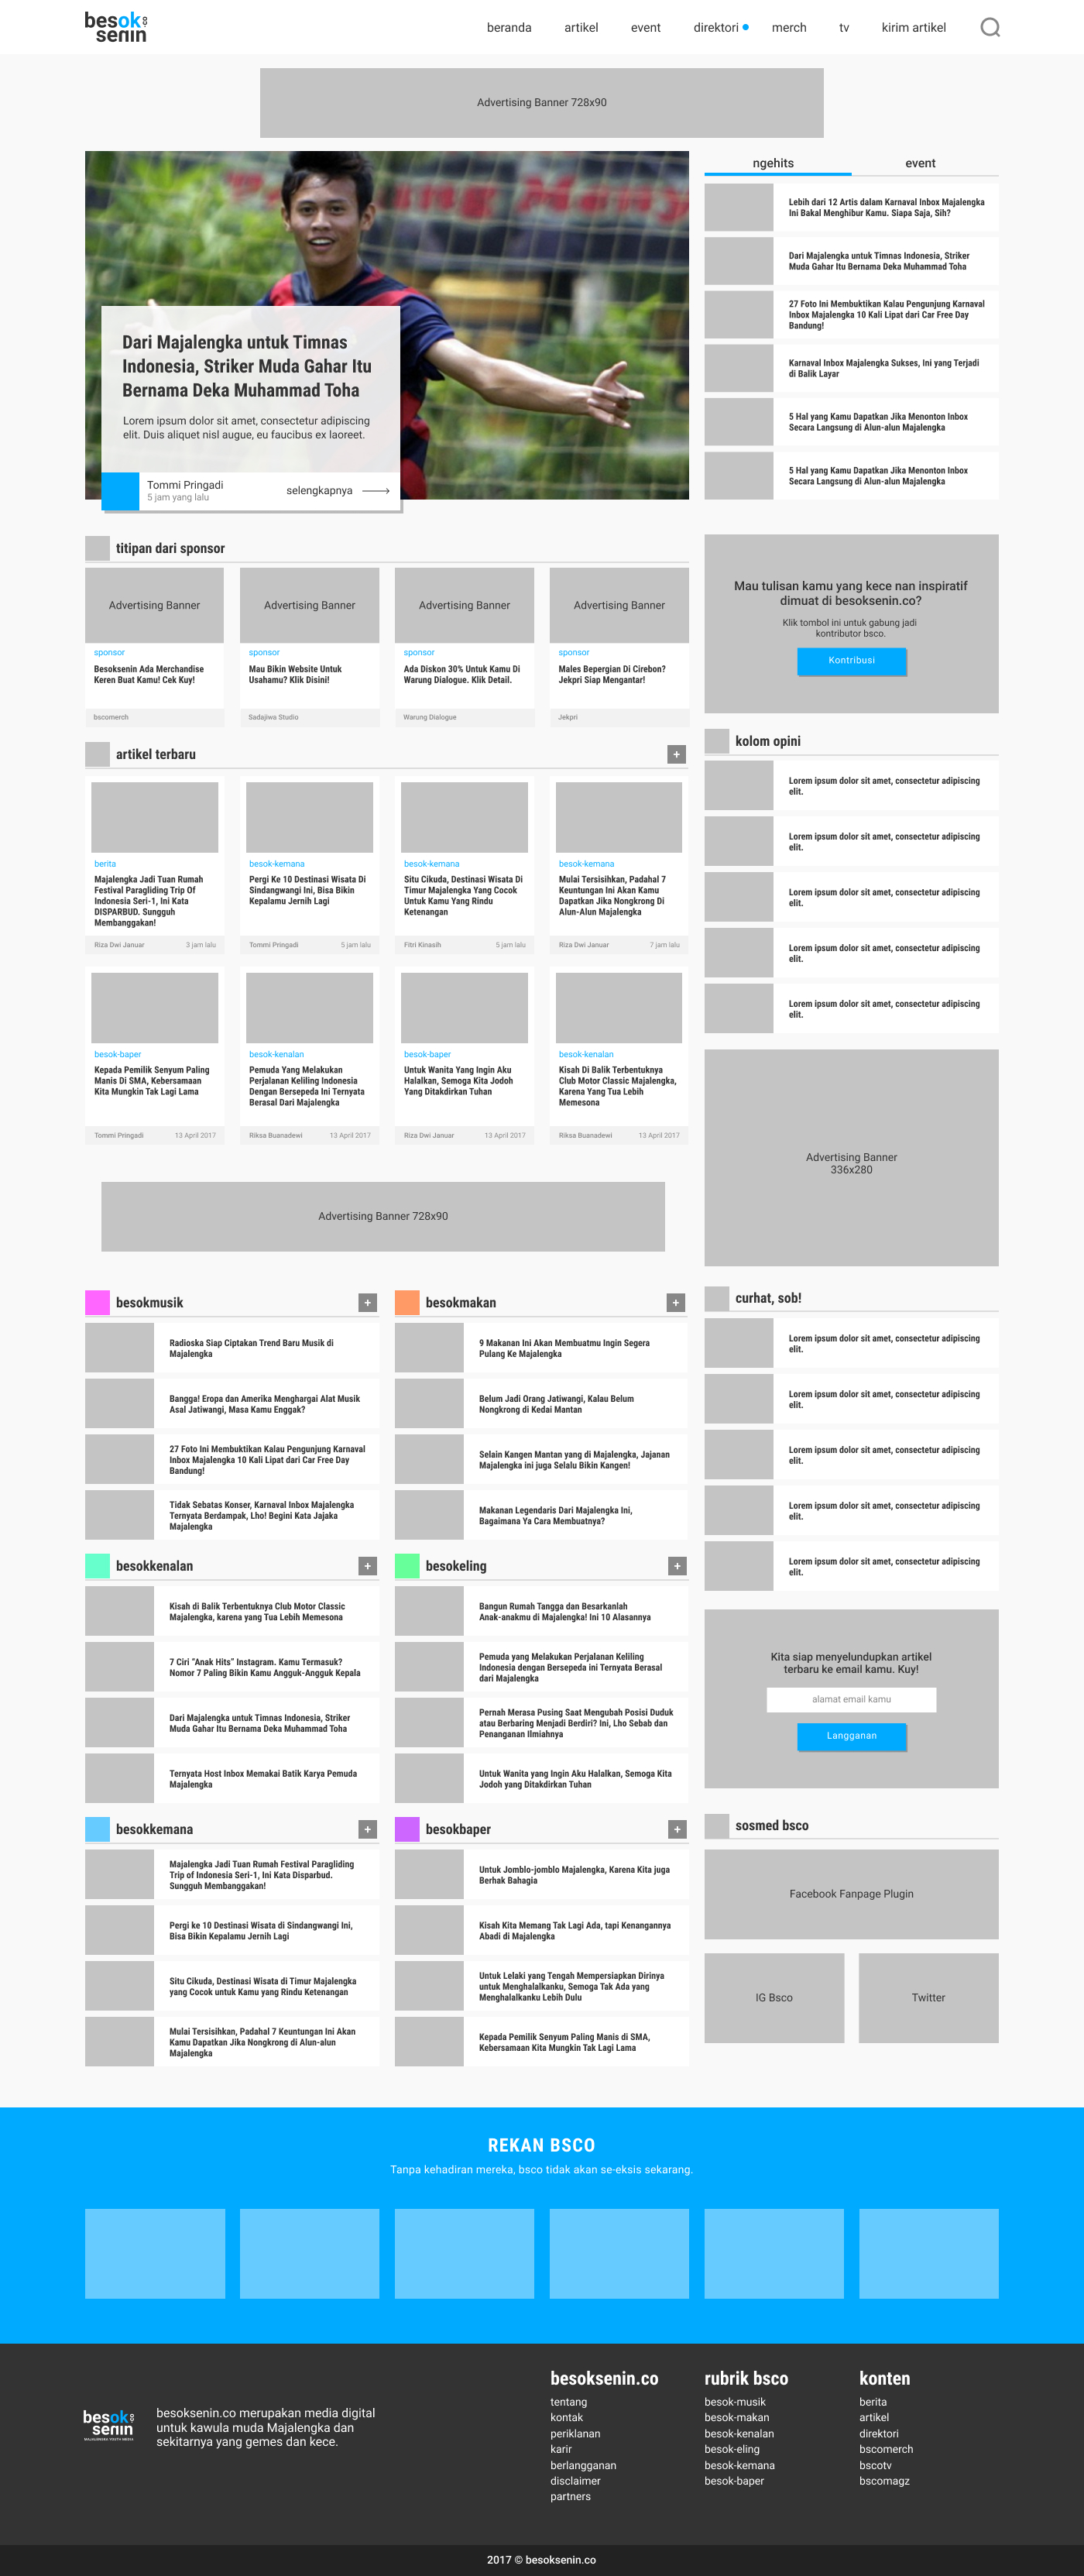 besok.co
senin
beranda
artikel
event
direktori
merch
tv
kirim artikel
Advertising Banner 728x90
Dari Majalengka untuk Timnas
Indonesia, Striker Muda Gahar Itu
Bernama Deka Muhammad Toha
Lorem ipsum dolor sit amet, consectetur adipiscing
elit. Duis aliquet nisl augue, eu faucibus ex laoreet.
Tommi Pringadi
5 jam yang lalu
selengkapnya
ngehits
event
Lebih dari 12 Artis dalam Karnaval Inbox Majalengka
Ini Bakal Menghibur Kamu. Siapa Saja, Sih?
Dari Majalengka untuk Timnas Indonesia, Striker
Muda Gahar Itu Bernama Deka Muhammad Toha
27 Foto Ini Membuktikan Kalau Pengunjung Karnaval
Inbox Majalengka 10 Kali Lipat dari Car Free Day
Bandung!
Karnaval Inbox Majalengka Sukses, Ini yang Terjadi
di Balik Layar
5 Hal yang Kamu Dapatkan Jika Menonton Inbox
Secara Langsung di Alun-alun Majalengka
5 Hal yang Kamu Dapatkan Jika Menonton Inbox
Secara Langsung di Alun-alun Majalengka
titipan dari sponsor
Advertising Banner
sponsor
Besoksenin Ada Merchandise
Keren Buat Kamu! Cek Kuy!
bscomerch
Advertising Banner
sponsor
Mau Bikin Website Untuk
Usahamu? Klik Disini!
Sadajiwa Studio
Advertising Banner
sponsor
Ada Diskon 30% Untuk Kamu Di
Warung Dialogue. Klik Detail.
Warung Dialogue
Advertising Banner
sponsor
Males Bepergian Di Cirebon?
Jekpri Siap Mengantar!
Jekpri
Mau tulisan kamu yang kece nan inspiratif
dimuat di besoksenin.co?
Klik tombol ini untuk gabung jadi
kontributor bsco.
Kontribusi
artikel terbaru
+
berita
Majalengka Jadi Tuan Rumah
Festival Paragliding Trip Of
Indonesia Seri-1, Ini Kata
DISPARBUD. Sungguh
Membanggakan!
Riza Dwi Januar
3 jam lalu
besok-kemana
Pergi Ke 10 Destinasi Wisata Di
Sindangwangi Ini, Bisa Bikin
Kepalamu Jernih Lagi
Tommi Pringadi
5 jam lalu
besok-kemana
Situ Cikuda, Destinasi Wisata Di
Timur Majalengka Yang Cocok
Untuk Kamu Yang Rindu
Ketenangan
Fitri Kinasih
5 jam lalu
besok-kemana
Mulai Tersisihkan, Padahal 7
Keuntungan Ini Akan Kamu
Dapatkan Jika Nongkrong Di
Alun-Alun Majalengka
Riza Dwi Januar
7 jam lalu
besok-baper
Kepada Pemilik Senyum Paling
Manis Di SMA, Kebersamaan
Kita Mungkin Tak Lagi Lama
Tommi Pringadi
13 April 2017
besok-kenalan
Pemuda Yang Melakukan
Perjalanan Keliling Indonesia
Dengan Bersepeda Ini Ternyata
Berasal Dari Majalengka
Riksa Buanadewi
13 April 2017
besok-baper
Untuk Wanita Yang Ingin Aku
Halalkan, Semoga Kita Jodoh
Yang Ditakdirkan Tuhan
Riza Dwi Januar
13 April 2017
besok-kenalan
Kisah Di Balik Terbentuknya
Club Motor Classic Majalengka,
Karena Yang Tua Lebih
Memesona
Riksa Buanadewi
13 April 2017
kolom opini
Lorem ipsum dolor sit amet, consectetur adipiscing
elit.
Lorem ipsum dolor sit amet, consectetur adipiscing
elit.
Lorem ipsum dolor sit amet, consectetur adipiscing
elit.
Lorem ipsum dolor sit amet, consectetur adipiscing
elit.
Lorem ipsum dolor sit amet, consectetur adipiscing
elit.
Advertising Banner
336x280
Advertising Banner 728x90
besokmusik
+
Radioska Siap Ciptakan Trend Baru Musik di
Majalengka
Bangga! Eropa dan Amerika Menghargai Alat Musik
Asal Jatiwangi, Masa Kamu Enggak?
27 Foto Ini Membuktikan Kalau Pengunjung Karnaval
Inbox Majalengka 10 Kali Lipat dari Car Free Day
Bandung!
Tidak Sebatas Konser, Karnaval Inbox Majalengka
Ternyata Berdampak, Lho! Begini Kata Jajaka
Majalengka
besokmakan
+
9 Makanan Ini Akan Membuatmu Ingin Segera
Pulang Ke Majalengka
Belum Jadi Orang Jatiwangi, Kalau Belum
Nongkrong di Kedai Mantan
Selain Kangen Mantan yang di Majalengka, Jajanan
Majalengka ini juga Selalu Bikin Kangen!
Makanan Legendaris Dari Majalengka Ini,
Bagaimana Ya Cara Membuatnya?
curhat, sob!
Lorem ipsum dolor sit amet, consectetur adipiscing
elit.
Lorem ipsum dolor sit amet, consectetur adipiscing
elit.
Lorem ipsum dolor sit amet, consectetur adipiscing
elit.
Lorem ipsum dolor sit amet, consectetur adipiscing
elit.
Lorem ipsum dolor sit amet, consectetur adipiscing
elit.
besokkenalan
+
Kisah di Balik Terbentuknya Club Motor Classic
Majalengka, karena yang Tua Lebih Memesona
7 Ciri "Anak Hits" Instagram. Kamu Termasuk?
Nomor 7 Paling Bikin Kamu Angguk-Angguk Kepala
Dari Majalengka untuk Timnas Indonesia, Striker
Muda Gahar Itu Bernama Deka Muhammad Toha
Ternyata Host Inbox Memakai Batik Karya Pemuda
Majalengka
besokeling
+
Bangun Rumah Tangga dan Besarkanlah
Anak-anakmu di Majalengka! Ini 10 Alasannya
Pemuda yang Melakukan Perjalanan Keliling
Indonesia dengan Bersepeda ini Ternyata Berasal
dari Majalengka
Pernah Merasa Pusing Saat Mengubah Posisi Duduk
atau Berbaring Menjadi Berdiri? Ini, Lho Sebab dan
Penanganan Ilmiahnya
Untuk Wanita yang Ingin Aku Halalkan, Semoga Kita
Jodoh yang Ditakdirkan Tuhan
Kita siap menyelundupkan artikel
terbaru ke email kamu. Kuy!
alamat email kamu
Langganan
besokkemana
+
Majalengka Jadi Tuan Rumah Festival Paragliding
Trip of Indonesia Seri-1, Ini Kata Disparbud.
Sungguh Membanggakan!
Pergi ke 10 Destinasi Wisata di Sindangwangi Ini,
Bisa Bikin Kepalamu Jernih Lagi
Situ Cikuda, Destinasi Wisata di Timur Majalengka
yang Cocok untuk Kamu yang Rindu Ketenangan
Mulai Tersisihkan, Padahal 7 Keuntungan Ini Akan
Kamu Dapatkan Jika Nongkrong di Alun-alun
Majalengka
besokbaper
+
Untuk Jomblo-jomblo Majalengka, Karena Kita juga
Berhak Bahagia
Kisah Kita Memang Tak Lagi Ada, tapi Kenangannya
Abadi di Majalengka
Untuk Lelaki yang Tengah Mempersiapkan Dirinya
untuk Menghalalkanku, Semoga Tak Ada yang
Menghalalkanku Lebih Dulu
Kepada Pemilik Senyum Paling Manis di SMA,
Kebersamaan Kita Mungkin Tak Lagi Lama
sosmed bsco
Facebook Fanpage Plugin
IG Bsco
Twitter
REKAN BSCO
Tanpa kehadiran mereka, bsco tidak akan se-eksis sekarang.
besok.co
senin
MAJALENGKA YOUTH MEDIA
besoksenin.co merupakan media digital
untuk kawula muda Majalengka dan
sekitarnya yang gemes dan kece.
besoksenin.co
tentang
kontak
periklanan
karir
berlangganan
disclaimer
partners
rubrik bsco
besok-musik
besok-makan
besok-kenalan
besok-eling
besok-kemana
besok-baper
konten
berita
artikel
direktori
bscomerch
bscotv
bscomagz
2017 © besoksenin.co